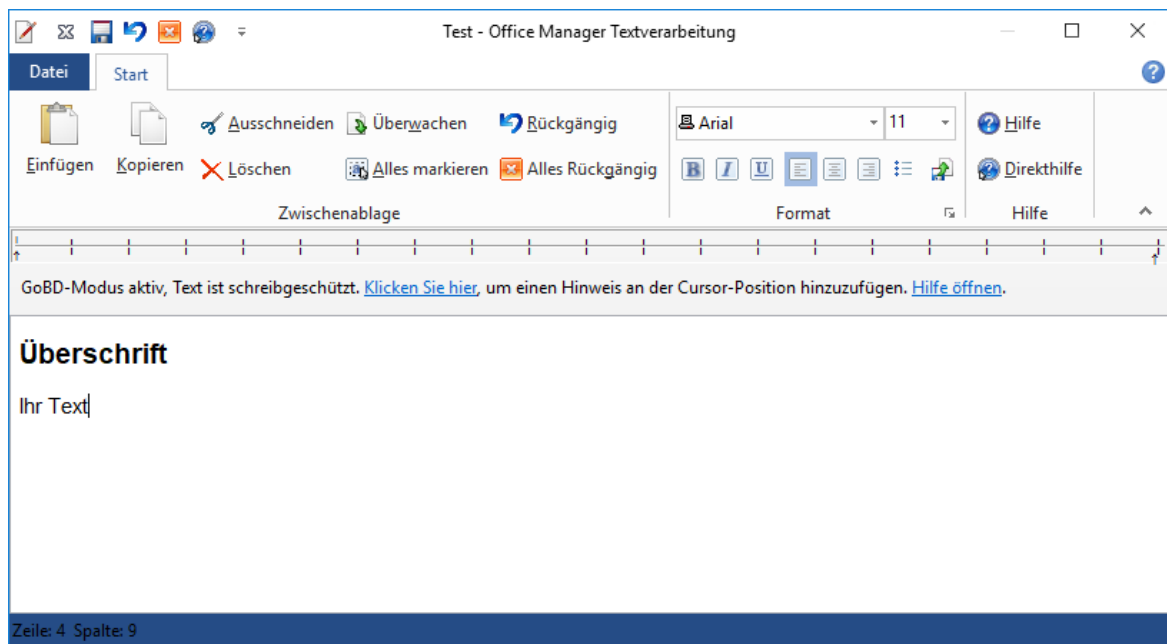 Test - Office Manager Textverarbeitung
Datei Start
Ausschneiden Überwachen Rückgängig Arial 11 Hilfe
Einfügen Kopieren Löschen Alles markieren Alles Rückgängig B I U Direkthilfe
Zwischenablage Format Hilfe
GoBD-Modus aktiv, Text ist schreibgeschützt. Klicken Sie hier, um einen Hinweis an der Cursor-Position hinzuzufügen. Hilfe öffnen.
Überschrift
Ihr Text
Zeile: 4 Spalte: 9